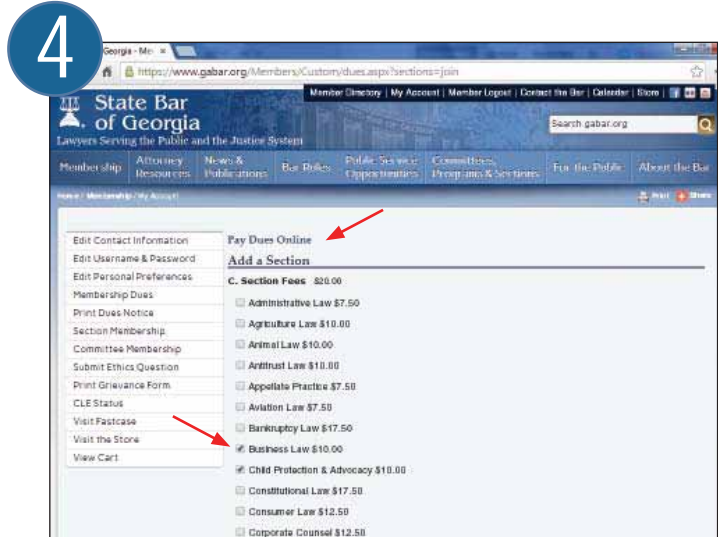 4
Georgia - Me
https://www.gabar.org/Members/Custom/dues.aspx?sections=join
Member Directory | My Account | Member Logout | Contact the Bar | Calendar | Store |
State Bar
of Georgia
Lawyers Serving the Public and the Justice System
Search gabar.org
Membership
Attorney Resources
News & Publications
Bar Rules
Public Service Opportunities
Committees, Programs & Sections
For the Public
About the Bar
Home / Membership / My Account
Print
Share
Edit Contact Information
Edit Username & Password
Edit Personal Preferences
Membership Dues
Print Dues Notice
Section Membership
Committee Membership
Submit Ethics Question
Print Grievance Form
CLE Status
Visit Fastcase
Visit the Store
View Cart
Pay Dues Online
Add a Section
C. Section Fees $20.00
Administrative Law $7.50
Agriculture Law $10.00
Animal Law $10.00
Antitrust Law $10.00
Appellate Practice $7.50
Aviation Law $7.50
Bankruptcy Law $17.50
Business Law $10.00
Child Protection & Advocacy $10.00
Constitutional Law $17.50
Consumer Law $12.50
Corporate Counsel $12.50